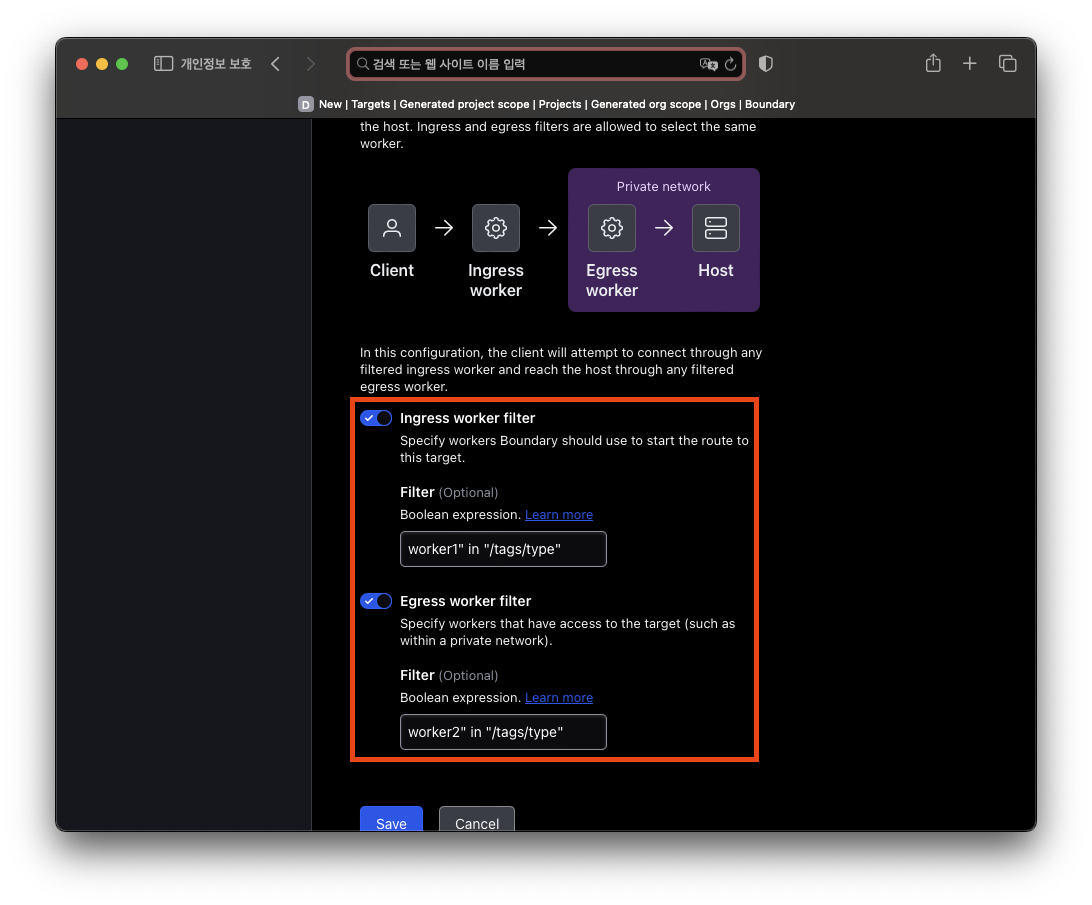 개인정보 보호
검색 또는 웹 사이트 이름 입력
D New | Targets | Generated project scope | Projects | Generated org scope | Orgs | Boundary
the host. Ingress and egress filters are allowed to select the same
worker.
Private network
Client
Ingress
worker
Egress
worker
Host
In this configuration, the client will attempt to connect through any
filtered ingress worker and reach the host through any filtered
egress worker.
Ingress worker filter
Specify workers Boundary should use to start the route to
this target.
Filter (Optional)
Boolean expression. Learn more
worker1" in "/tags/type"
Egress worker filter
Specify workers that have access to the target (such as
within a private network).
Filter (Optional)
Boolean expression. Learn more
worker2" in "/tags/type"
Save
Cancel